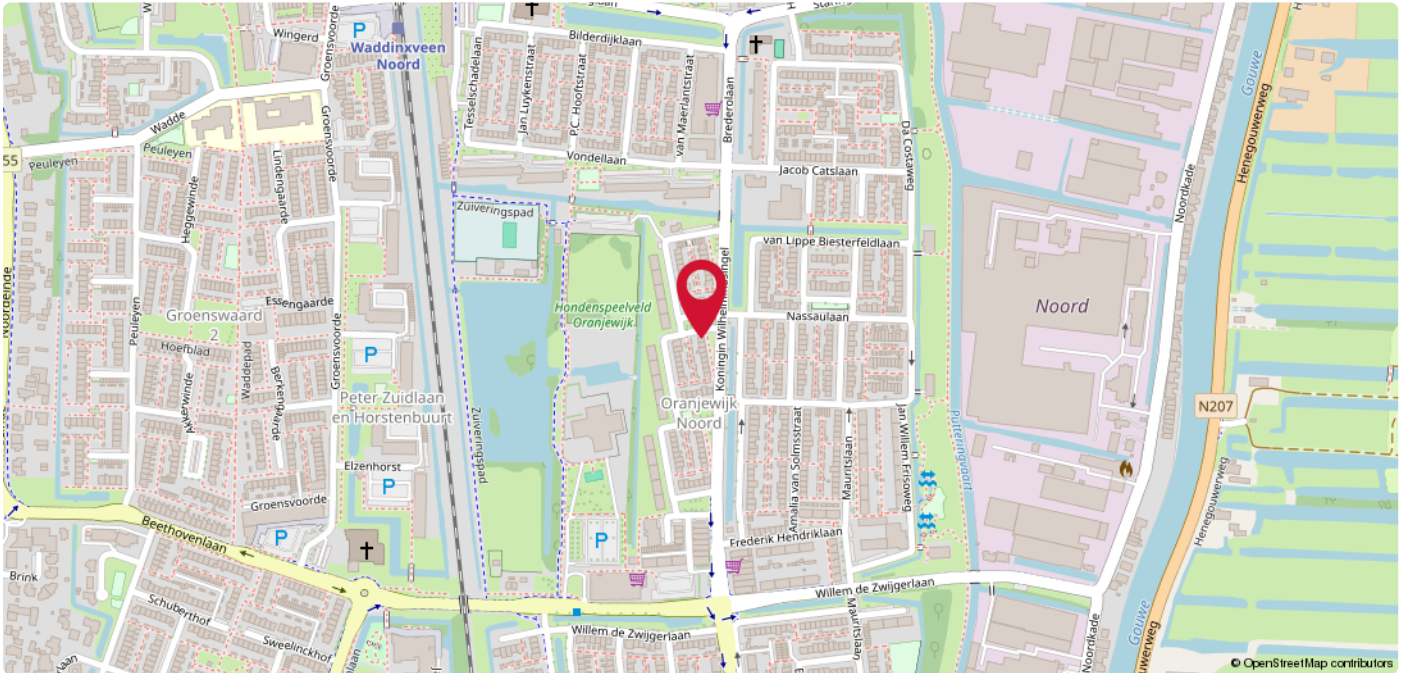 Wingerd
Groensvoorde
P
Waddinxveen
Noord
Bilderdijklaan
Tesselschadelaan
Jan Luykenstraat
P.C. Hooftstraat
van Maerlantstraat
Brederolaan
Gouwe
Henegouwerweg
Wadde
Peuleyen
55
Peuleyen
Lindengaarde
Groensvoorde
Heggewinde
Vondellaan
Jacob Catslaan
Da Costaweg
Noordkade
Zuiveringspad
van Lippe Biesterfeldlaan
Noordeinde
Peuleyen
Essengaarde
Groenswaard
2
Hondenspeelveld
Oranjewijk
Nassaulaan
Noord
Hoefblad
Waddepad
Groensvoorde
P
Koningin Wilhelminasingel
Akkerwinde
Berkengaarde
Peter Zuidlaan
en Horstenbuurt
Zuiveringspad
Oranjewijk
Noord
Amalia van Solmsstraat
Mauritslaan
Jan Willem Frisoweg
Putteringvaart
N207
Elzenhorst
P
Groensvoorde
Henegouwerweg
Beethovenlaan
P
P
Frederik Hendriklaan
Brink
Schuberthof
Sweelinckhof
Willem de Zwijgerlaan
Willem de Zwijgerlaan
Mauritslaan
Noordkade
Gouwe
© OpenStreetMap contributors